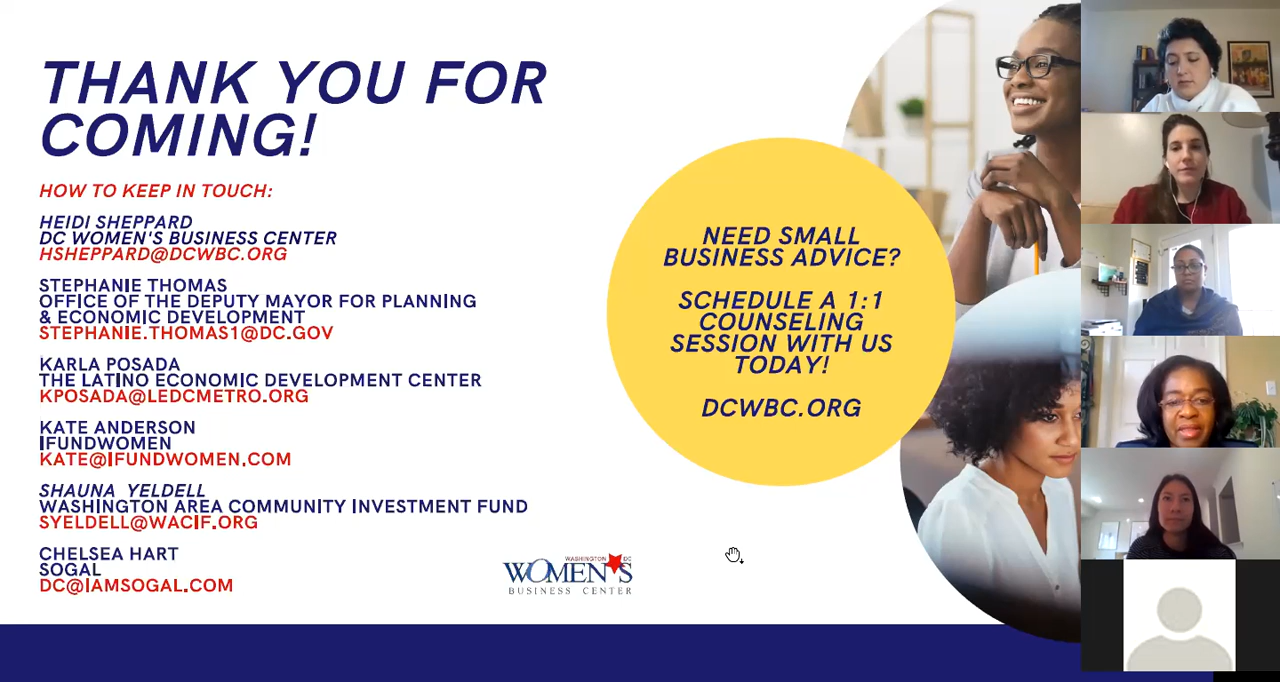 THANK YOU FOR
COMING!
HOW TO KEEP IN TOUCH:
HEIDI SHEPPARD
DC WOMEN'S BUSINESS CENTER
HSHEPPARD@DCWBC.ORG
STEPHANIE THOMAS
OFFICE OF THE DEPUTY MAYOR FOR PLANNING
& ECONOMIC DEVELOPMENT
STEPHANIE.THOMAS1@DC.GOV
KARLA POSADA
THE LATINO ECONOMIC DEVELOPMENT CENTER
KPOSADA@LEDCMETRO.ORG
KATE ANDERSON
IFUNDWOMEN
KATE@IFUNDWOMEN.COM
SHAUNA YELDELL
WASHINGTON AREA COMMUNITY INVESTMENT FUND
SYELDELL@WACIF.ORG
CHELSEA HART
SOGAL
DC@IAMSOGAL.COM
NEED SMALL
BUSINESS ADVICE?
SCHEDULE A 1:1
COUNSELING
SESSION WITH US
TODAY!
DCWBC.ORG
WASHINGTON DC
WOMEN'S
BUSINESS CENTER